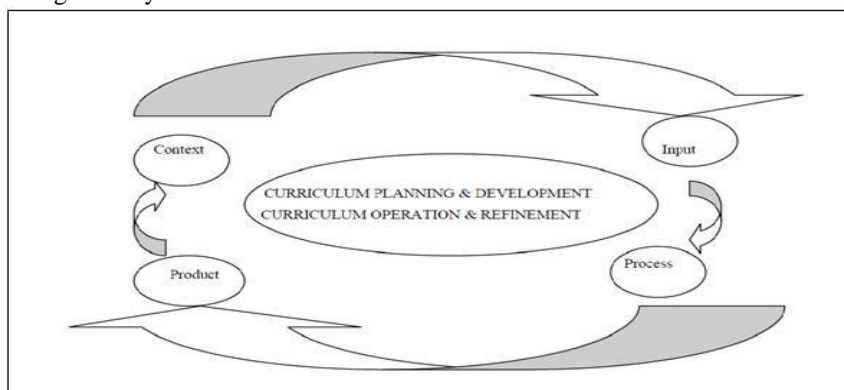 Context
Input
CURRICULUM PLANNING & DEVELOPMENT
CURRICULUM OPERATION & REFINEMENT
Product
Process